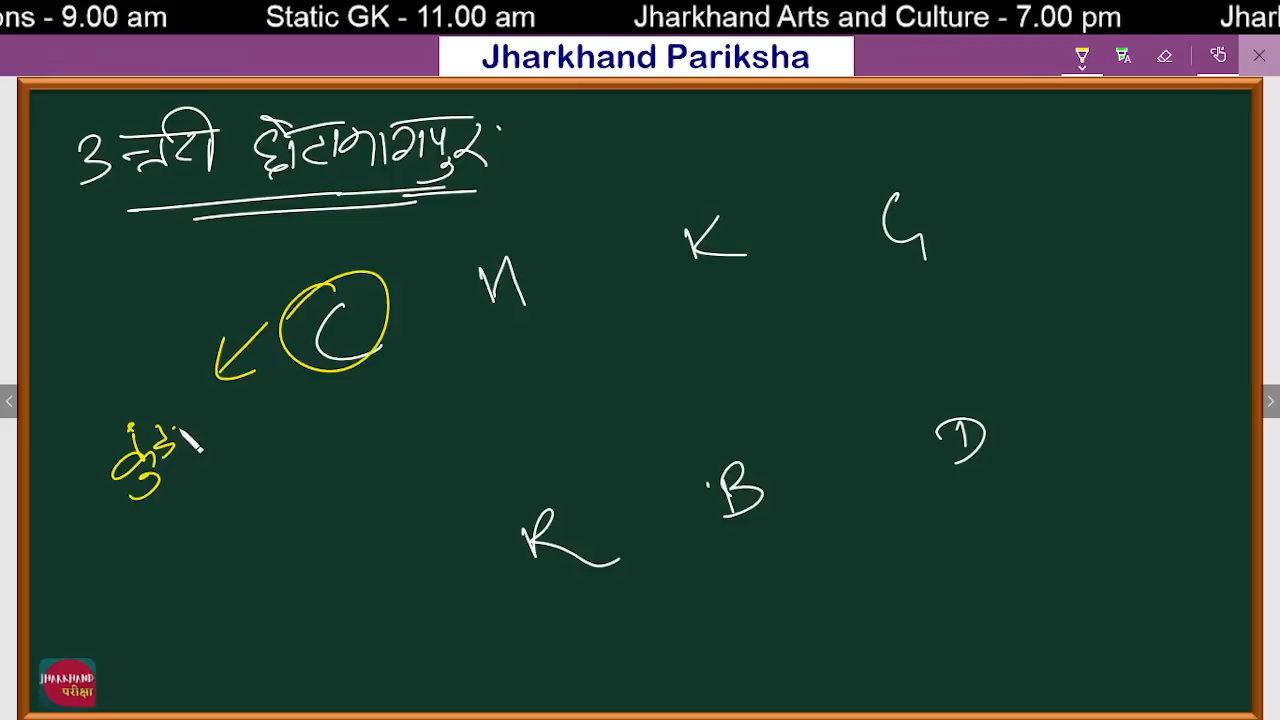 ons - 9.00 am Static GK - 11.00 am Jharkhand Arts and Culture - 7.00 pm Jh
Jharkhand Pariksha
उत्तरी छोटानागपुर
C H K G
R B D
JHARKHAND
परीक्षा